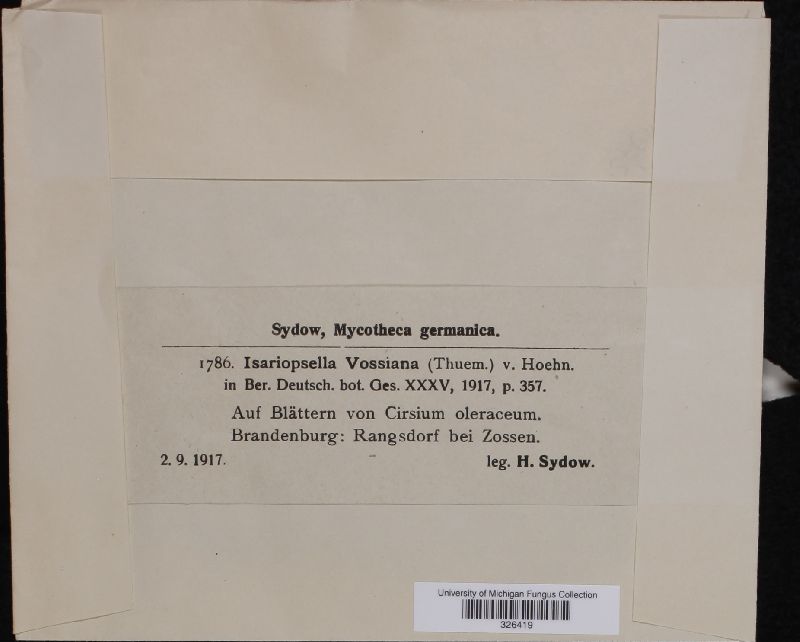 Sydow, Mycotheca germanica.
1786. Isariopsella Vossiana (Thuem.) v. Hoehn.
in Ber. Deutsch. bot. Ges. XXXV, 1917, p. 357.
Auf Blättern von Cirsium oleraceum.
Brandenburg: Rangsdorf bei Zossen.
2. 9. 1917. leg. H. Sydow.
University of Michigan Fungus Collection
326419